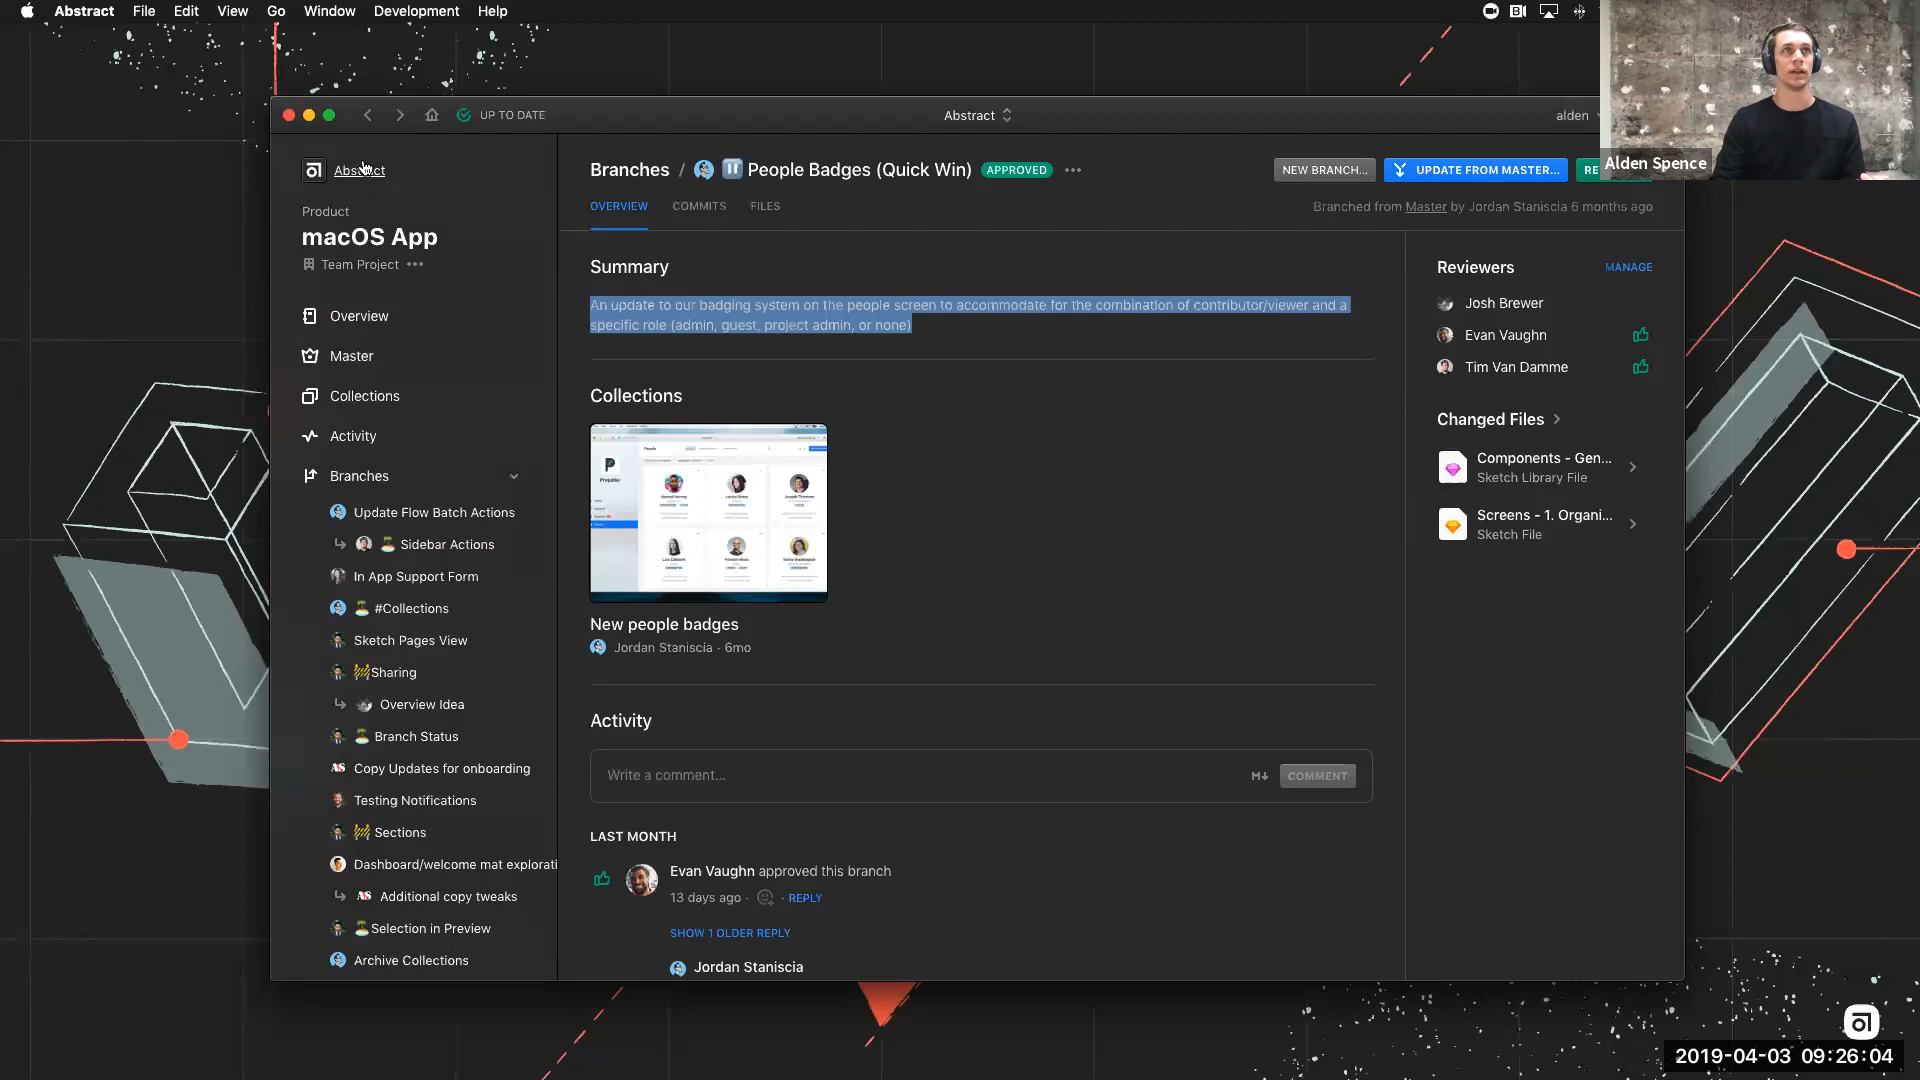 Abstract File Edit View Go Window Development Help
UP TO DATE
Abstract
alden
Alden Spence
Abstract
Product
macOS App
Team Project
Overview
Master
Collections
Activity
Branches
Update Flow Batch Actions
Sidebar Actions
In App Support Form
#Collections
Sketch Pages View
Sharing
Overview Idea
Branch Status
Copy Updates for onboarding
Testing Notifications
Sections
Dashboard/welcome mat explorati
Additional copy tweaks
Selection in Preview
Archive Collections
Branches / People Badges (Quick Win) APPROVED
NEW BRANCH... UPDATE FROM MASTER... RE
OVERVIEW COMMITS FILES
Branched from Master by Jordan Staniscia 6 months ago
Summary
An update to our badging system on the people screen to accommodate for the combination of contributor/viewer and a
specific role (admin, guest, project admin, or none)
Collections
People
New people badges
Jordan Staniscia · 6mo
Activity
Write a comment...
M↓ COMMENT
LAST MONTH
Evan Vaughn approved this branch
13 days ago · · REPLY
SHOW 1 OLDER REPLY
Jordan Staniscia
Reviewers MANAGE
Josh Brewer
Evan Vaughn
Tim Van Damme
Changed Files
Components - Gen...
Sketch Library File
Screens - 1. Organi...
Sketch File
2019-04-03 09:26:04